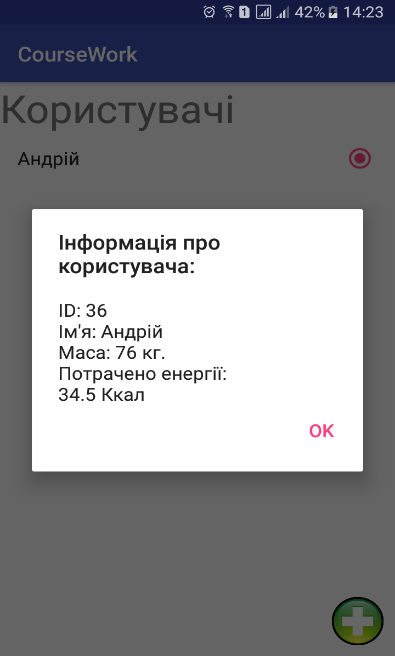 1 42% 14:23
CourseWork
Користувачі
Андрій
Інформація про
користувача:
ID: 36
Ім'я: Андрій
Маса: 76 кг.
Потрачено енергії:
34.5 Ккал
OK